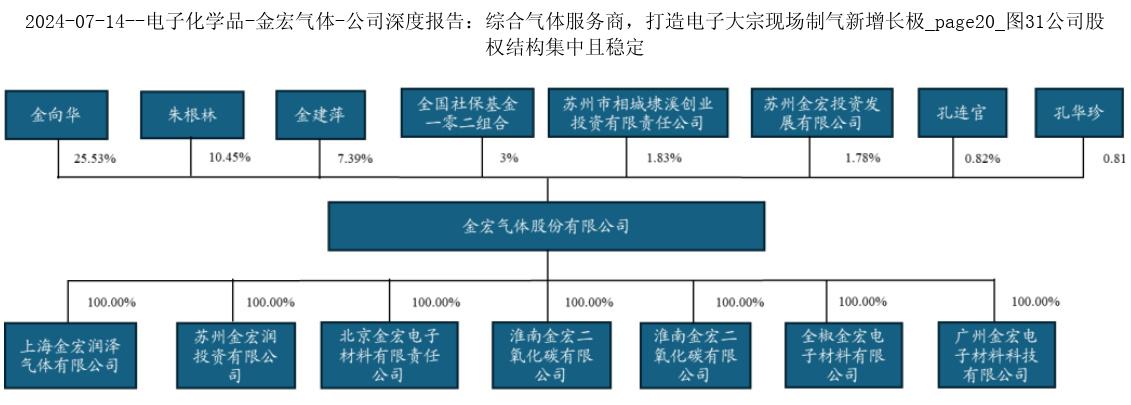 2024-07-14--电子化学品-金宏气体-公司深度报告：综合气体服务商，打造电子大宗现场制气新增长极_page20_图31公司股
权结构集中且稳定
金向华
朱根林
金建萍
全国社保基金
一零二组合
苏州市相城埭溪创业
投资有限责任公司
苏州金宏投资发
展有限公司
孔连官
孔华珍
25.53%
10.45%
7.39%
3%
1.83%
1.78%
0.82%
0.81
金宏气体股份有限公司
100.00%
100.00%
100.00%
100.00%
100.00%
100.00%
100.00%
上海金宏润泽
气体有限公司
苏州金宏润
投资有限公
司
北京金宏电子
材料有限责任
公司
淮南金宏二
氧化碳有限
公司
淮南金宏二
氧化碳有限
公司
全椒金宏电
子材料有限
公司
广州金宏电
子材料科技
有限公司